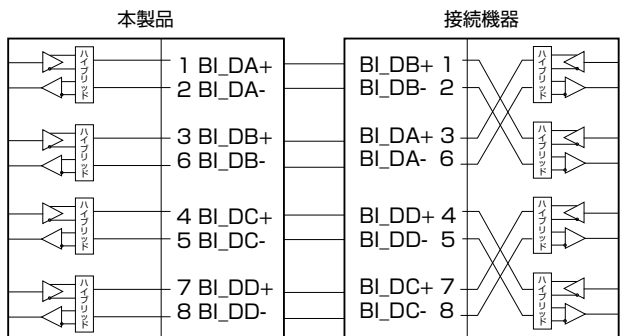 本製品
接続機器
ハイブリッド
1 BI_DA+
2 BI_DA-
ハイブリッド
3 BI_DB+
6 BI_DB-
ハイブリッド
4 BI_DC+
5 BI_DC-
ハイブリッド
7 BI_DD+
8 BI_DD-
BI_DB+ 1
BI_DB- 2
ハイブリッド
BI_DA+ 3
BI_DA- 6
ハイブリッド
BI_DD+ 4
BI_DD- 5
ハイブリッド
BI_DC+ 7
BI_DC- 8
ハイブリッド